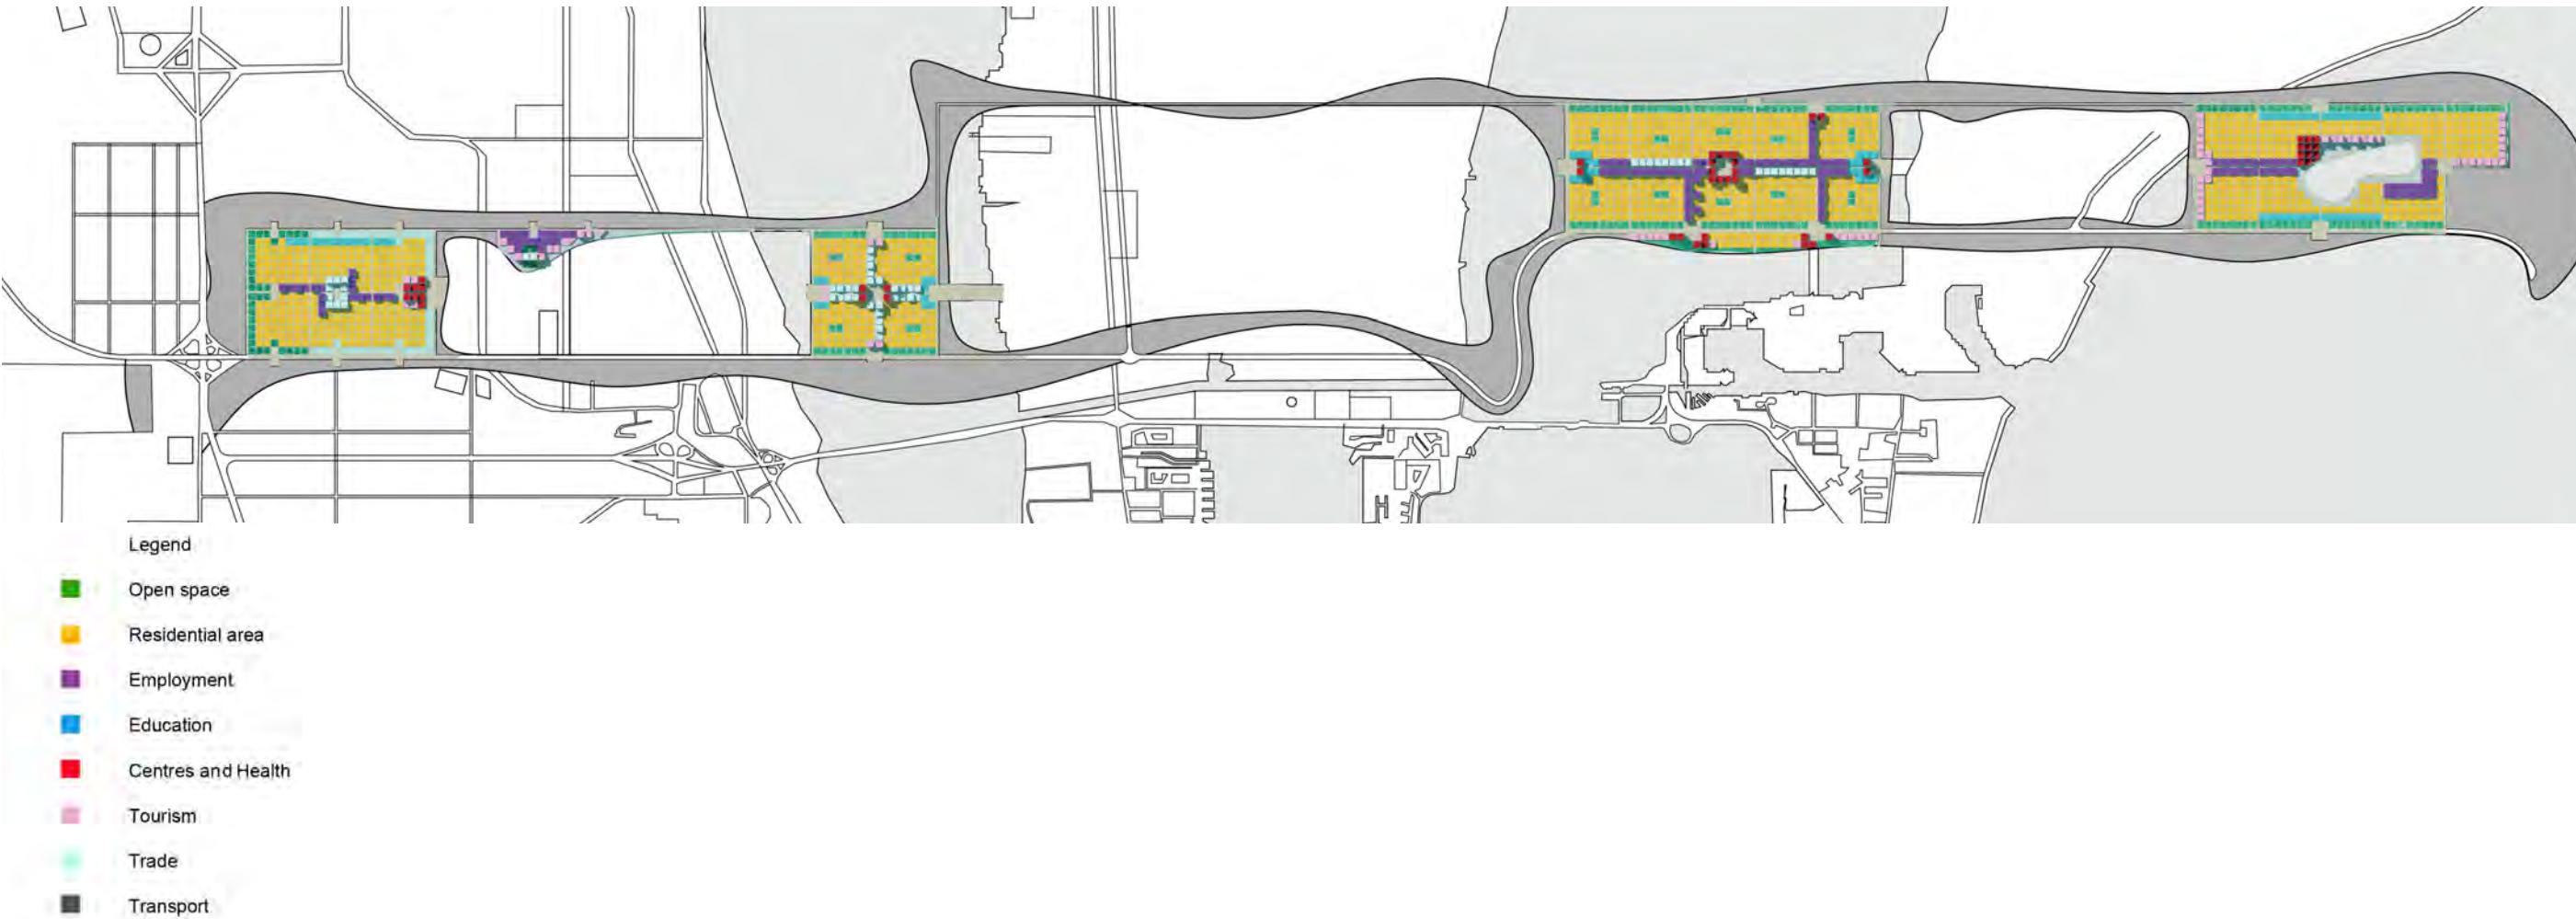 Legend
Open space
Residential area
Employment
Education
Centres and Health
Tourism
Trade
Transport